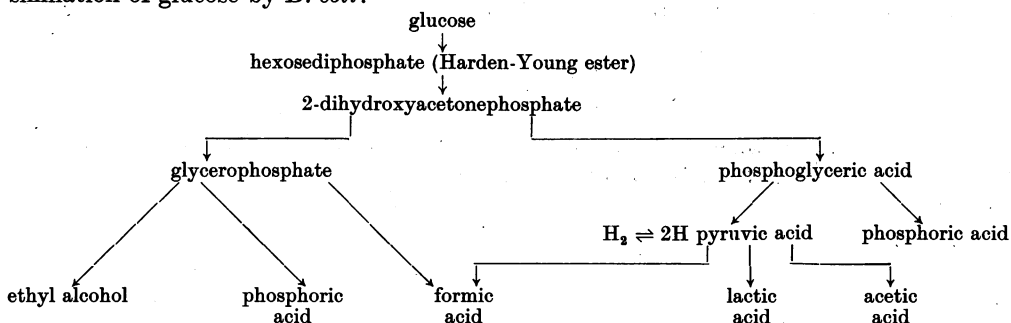 similation of glucose by B. coli:
glucose
hexosediphosphate (Harden-Young ester)
2-dihydroxyacetonephosphate
glycerophosphate phosphoglyceric acid
H₂ ⇌ 2H pyruvic acid phosphoric acid
ethyl alcohol phosphoric formic lactic acetic
acid acid acid acid